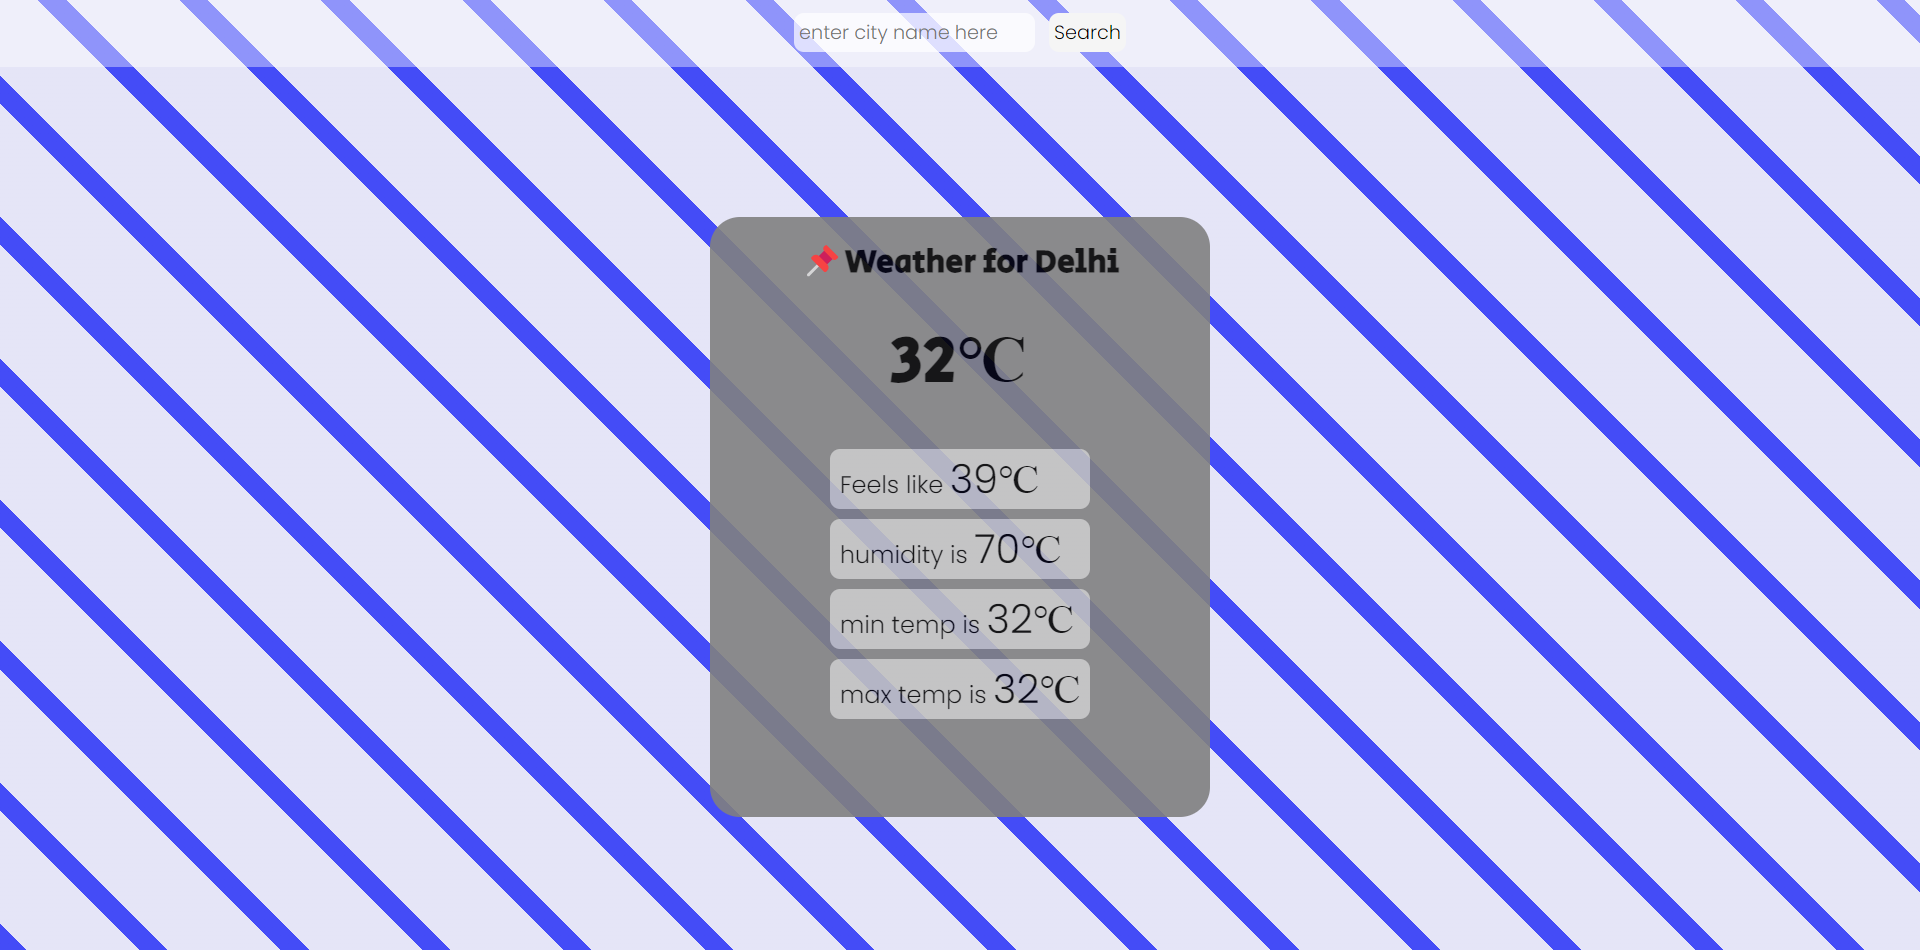 enter city name here Search
📌 Weather for Delhi
32℃
Feels like 39℃
humidity is 70℃
min temp is 32℃
max temp is 32℃